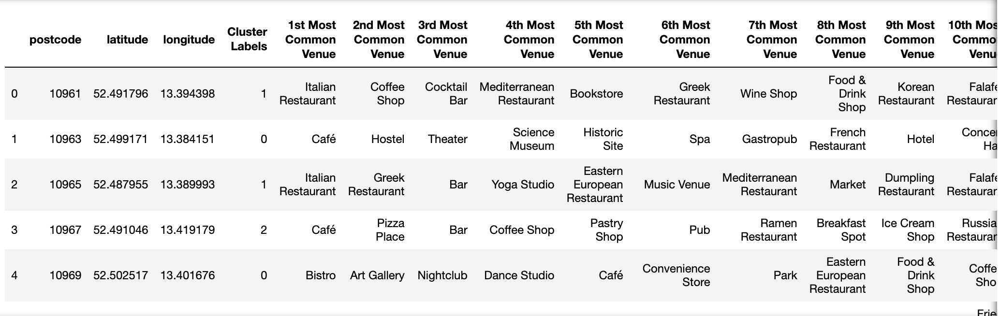 postcode latitude longitude Cluster Labels 1st Most Common Venue 2nd Most Common Venue 3rd Most Common Venue 4th Most Common Venue 5th Most Common Venue 6th Most Common Venue 7th Most Common Venue 8th Most Common Venue 9th Most Common Venue 10th Mos Commo Venu
0 10961 52.491796 13.394398 1 Italian Restaurant Coffee Shop Cocktail Bar Mediterranean Restaurant Bookstore Greek Restaurant Wine Shop Food & Drink Shop Korean Restaurant Falafe Restauran
1 10963 52.499171 13.384151 0 Café Hostel Theater Science Museum Historic Site Spa Gastropub French Restaurant Hotel Concer Ha
2 10965 52.487955 13.389993 1 Italian Restaurant Greek Restaurant Bar Yoga Studio Eastern European Restaurant Music Venue Mediterranean Restaurant Market Dumpling Restaurant Falafe Restauran
3 10967 52.491046 13.419179 2 Café Pizza Place Bar Coffee Shop Pastry Shop Pub Ramen Restaurant Breakfast Spot Ice Cream Shop Russia Restauran
4 10969 52.502517 13.401676 0 Bistro Art Gallery Nightclub Dance Studio Café Convenience Store Park Eastern European Restaurant Food & Drink Shop Coffe Sho